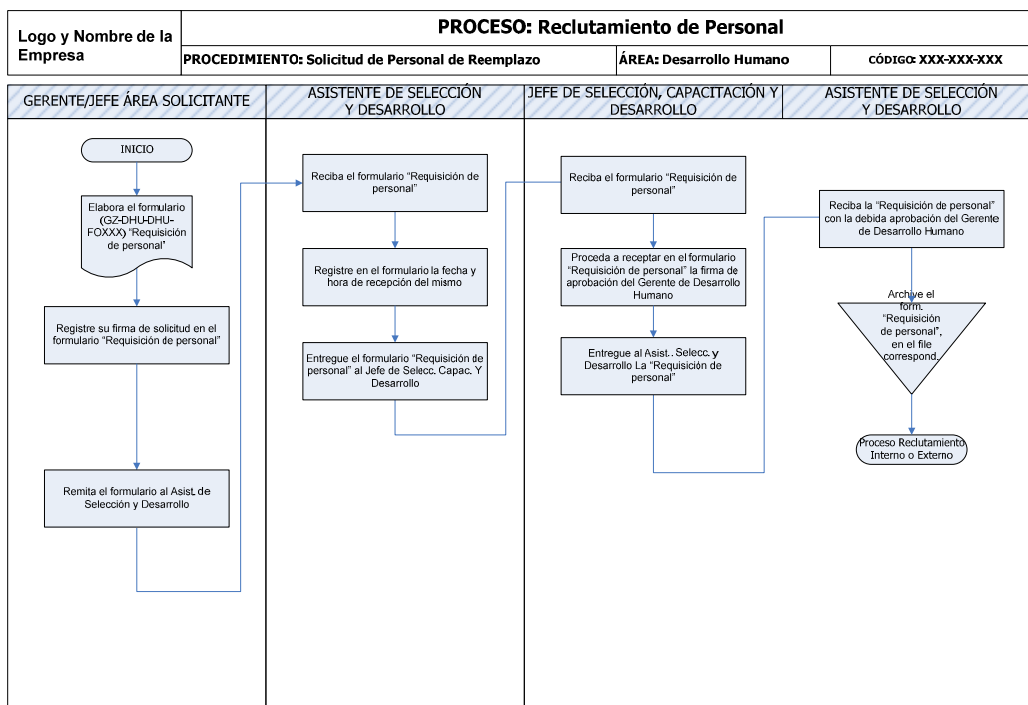 Logo y Nombre de la
Empresa
PROCESO: Reclutamiento de Personal
PROCEDIMIENTO: Solicitud de Personal de Reemplazo
ÁREA: Desarrollo Humano
CÓDIGO: XXX-XXX-XXX
GERENTE/JEFE ÁREA SOLICITANTE
ASISTENTE DE SELECCIÓN
Y DESARROLLO
JEFE DE SELECCIÓN, CAPACITACIÓN Y
DESARROLLO
ASISTENTE DE SELECCIÓN
Y DESARROLLO
INICIO
Elabora el formulario
(GZ-DHU-DHU-
FOXXX) “Requisición
de personal”
Registre su firma de solicitud en el
formulario “Requisición de personal”
Remita el formulario al Asist. de
Selección y Desarrollo
Reciba el formulario “Requisición de
personal”
Registre en el formulario la fecha y
hora de recepción del mismo
Entregue el formulario “Requisición de
personal” al Jefe de Selecc. Capac. Y
Desarrollo
Reciba el formulario “Requisición de
personal”
Proceda a receptar en el formulario
“Requisición de personal” la firma de
aprobación del Gerente de Desarrollo
Humano
Entregue al Asist.. Selecc. y
Desarrollo La “Requisición de
personal”
Reciba la “Requisición de personal”
con la debida aprobación del Gerente
de Desarrollo Humano
Archive el
form.
“Requisición
de personal”,
en el file
correspond.
Proceso Reclutamiento
Interno o Externo